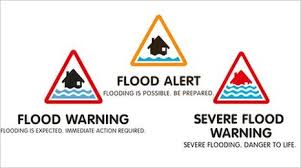 FLOOD ALERT
FLOODING IS POSSIBLE. BE PREPARED.
FLOOD WARNING
FLOODING IS EXPECTED. IMMEDIATE ACTION REQUIRED.
SEVERE FLOOD
WARNING
SEVERE FLOODING. DANGER TO LIFE.